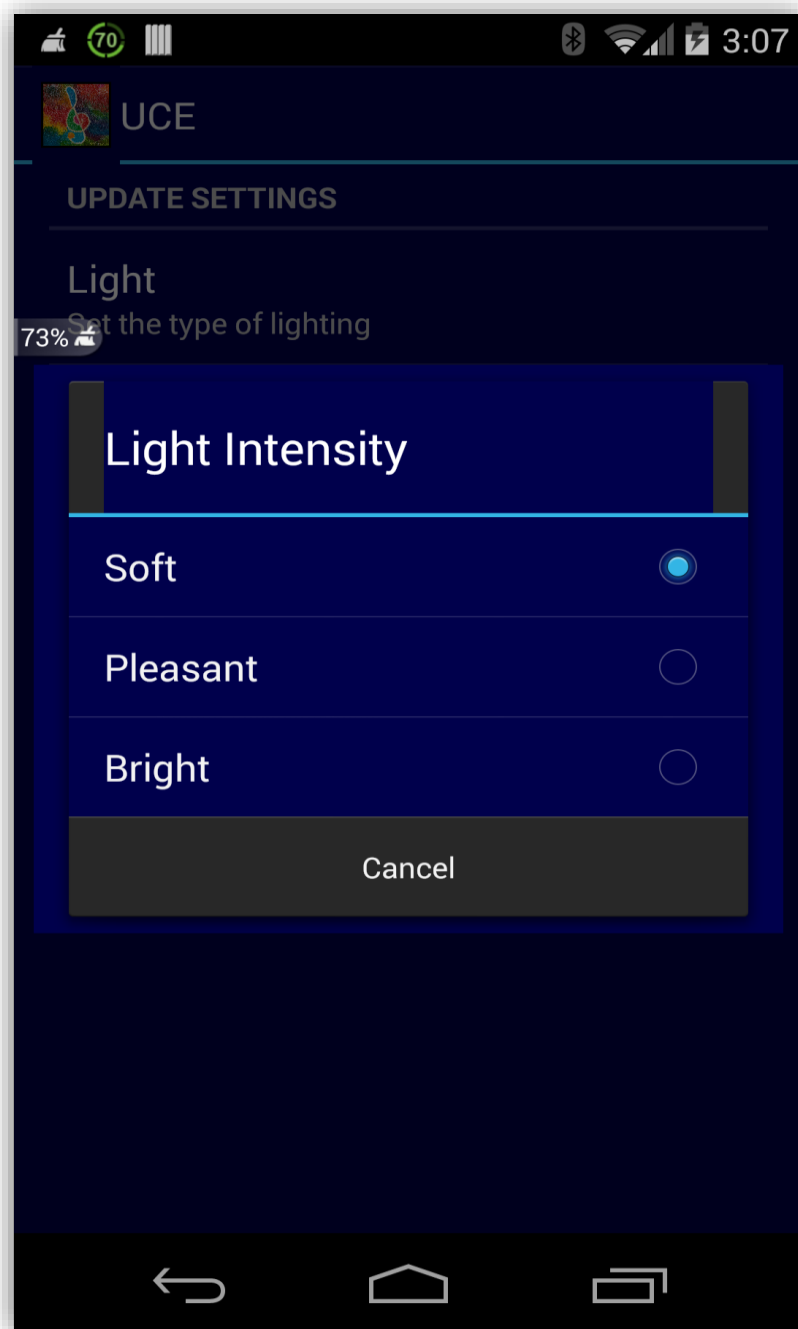 70 3:07
UCE
UPDATE SETTINGS
Light
Set the type of lighting
73%
Light Intensity
Soft
Pleasant
Bright
Cancel